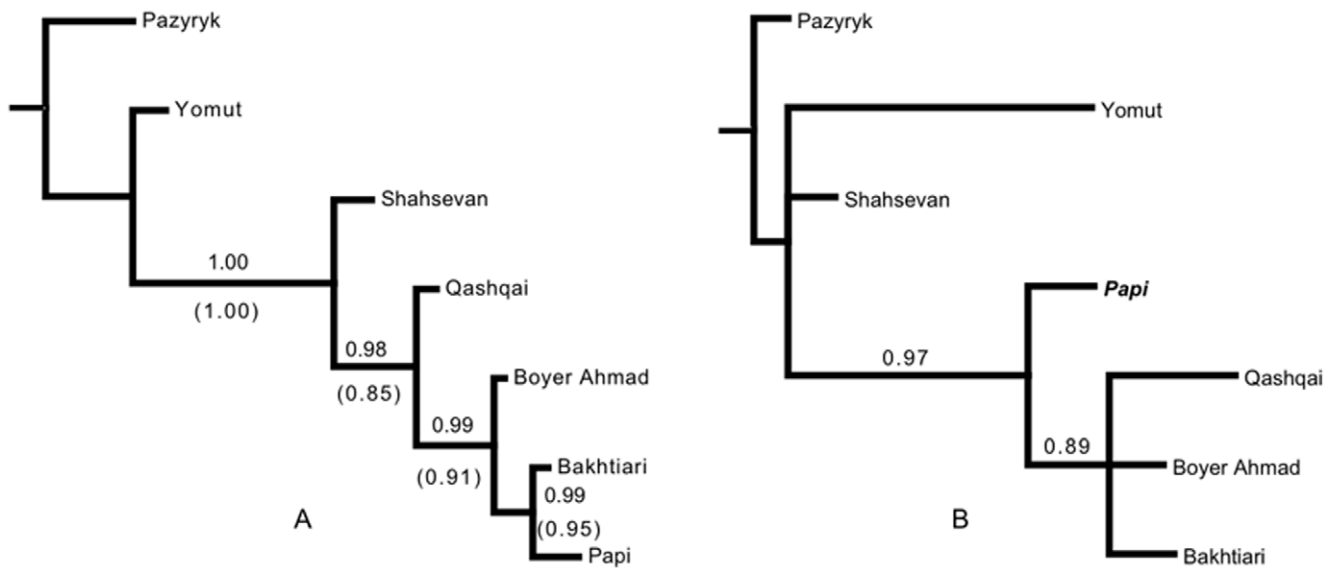 Pazyryk
Yomut
Shahsevan
1.00
(1.00)
Qashqai
0.98
(0.85)
Boyer Ahmad
0.99
(0.91)
Bakhtiari
0.99
(0.95)
Papi
A
Pazyryk
Yomut
Shahsevan
Papi
0.97
Qashqai
0.89
Boyer Ahmad
Bakhtiari
B